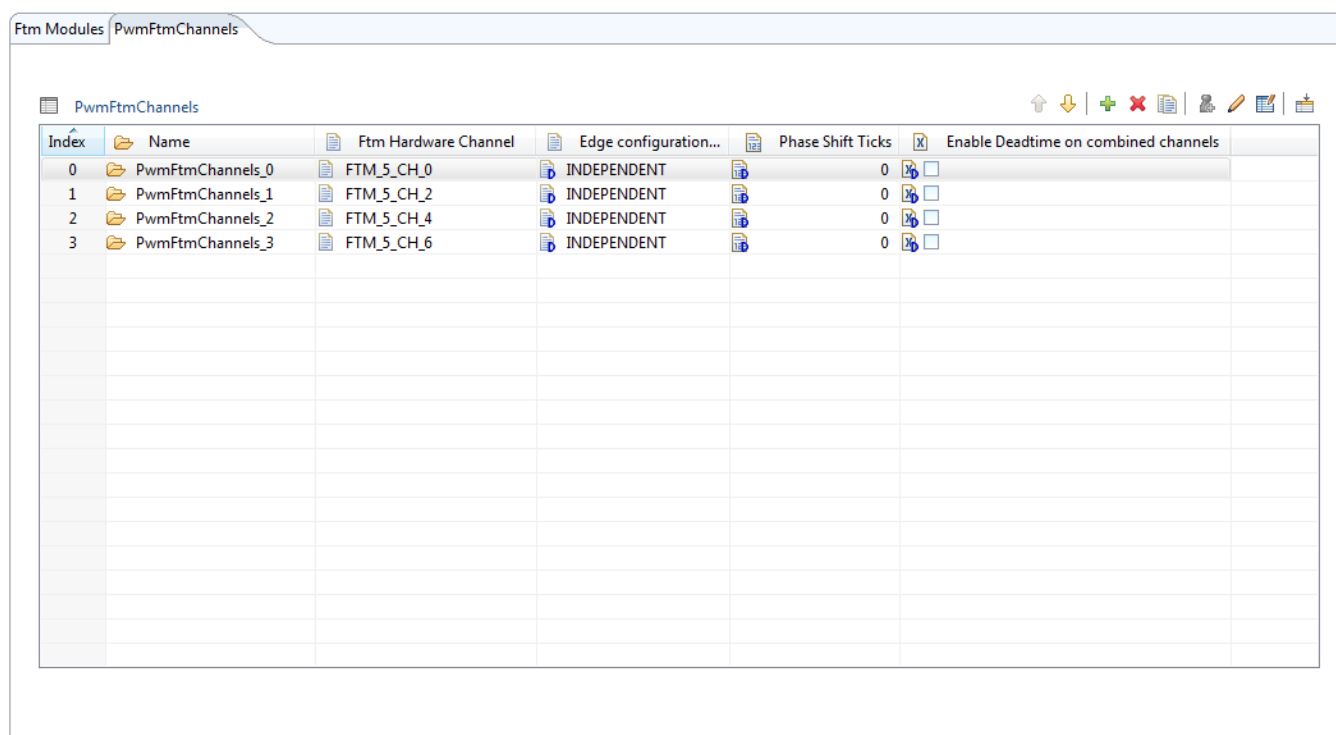 Ftm Modules PwmFtmChannels
PwmFtmChannels
Index Name Ftm Hardware Channel Edge configuration... Phase Shift Ticks Enable Deadtime on combined channels
0 PwmFtmChannels_0 FTM_5_CH_0 INDEPENDENT 0
1 PwmFtmChannels_1 FTM_5_CH_2 INDEPENDENT 0
2 PwmFtmChannels_2 FTM_5_CH_4 INDEPENDENT 0
3 PwmFtmChannels_3 FTM_5_CH_6 INDEPENDENT 0